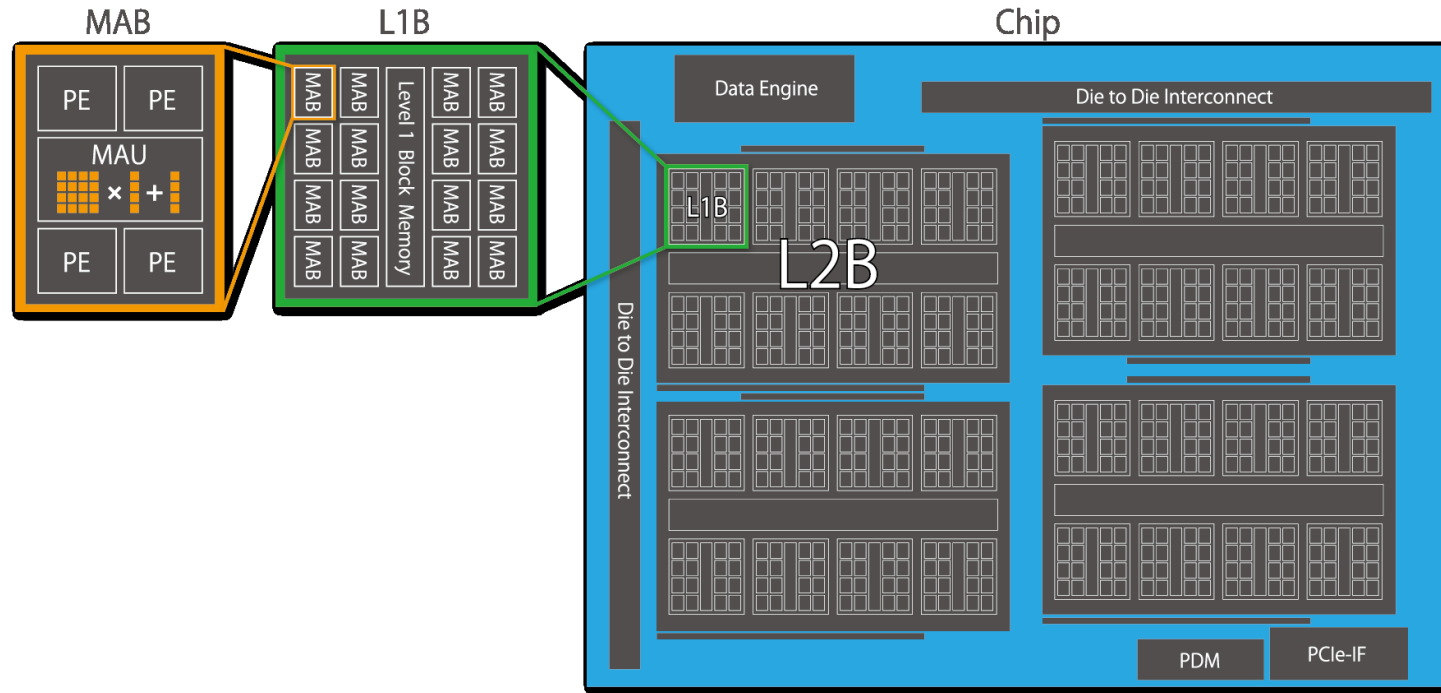 MAB
L1B
Chip
PE
PE
MAU
×
+
PE
PE
MAB
MAB
MAB
MAB
MAB
MAB
MAB
MAB
Level 1 Block Memory
MAB
MAB
MAB
MAB
MAB
MAB
MAB
MAB
Data Engine
Die to Die Interconnect
Die to Die Interconnect
L1B
L2B
PDM
PCIe-IF